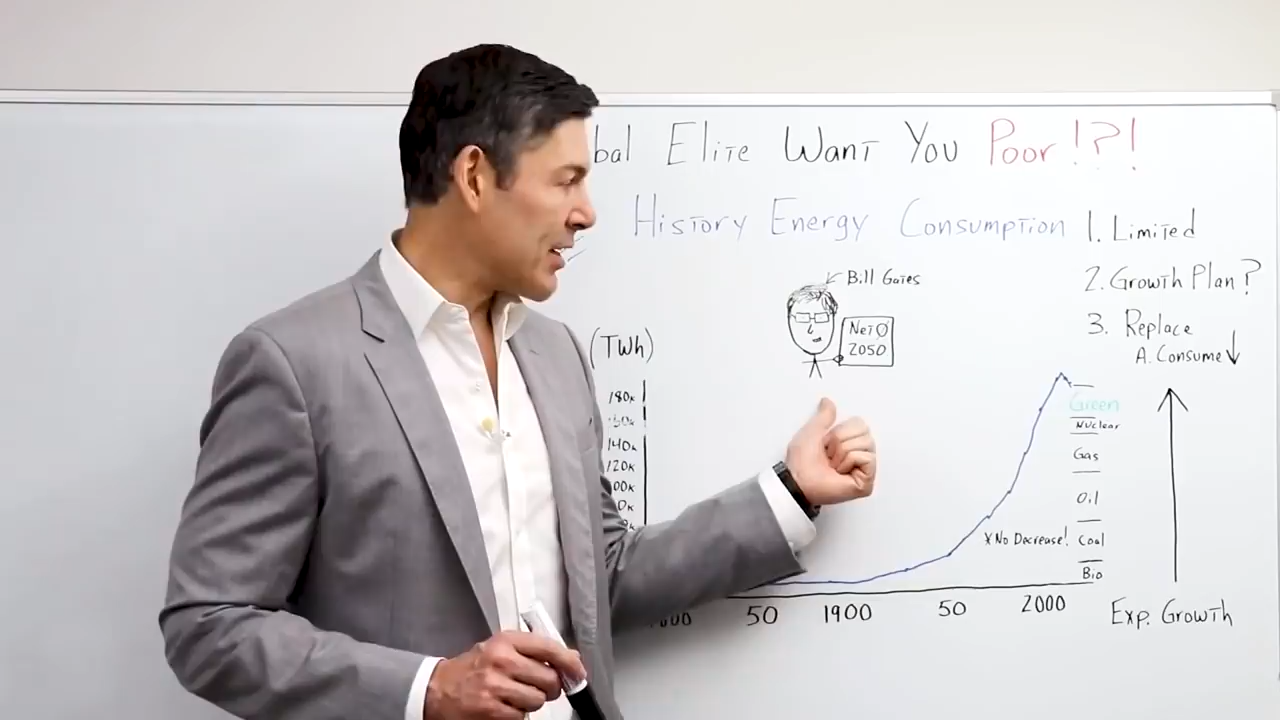 bal Elite Want You Poor!?!
History Energy Consumption
1. Limited
2. Growth Plan?
3. Replace
A. Consume ↓
Bill Gates
Net 0
2050
(TWh)
180k
140k
120k
00k
Green
Nuclear
Gas
Oil
Coal
Bio
*No Decrease!
50 1900 50 2000
Exp. Growth